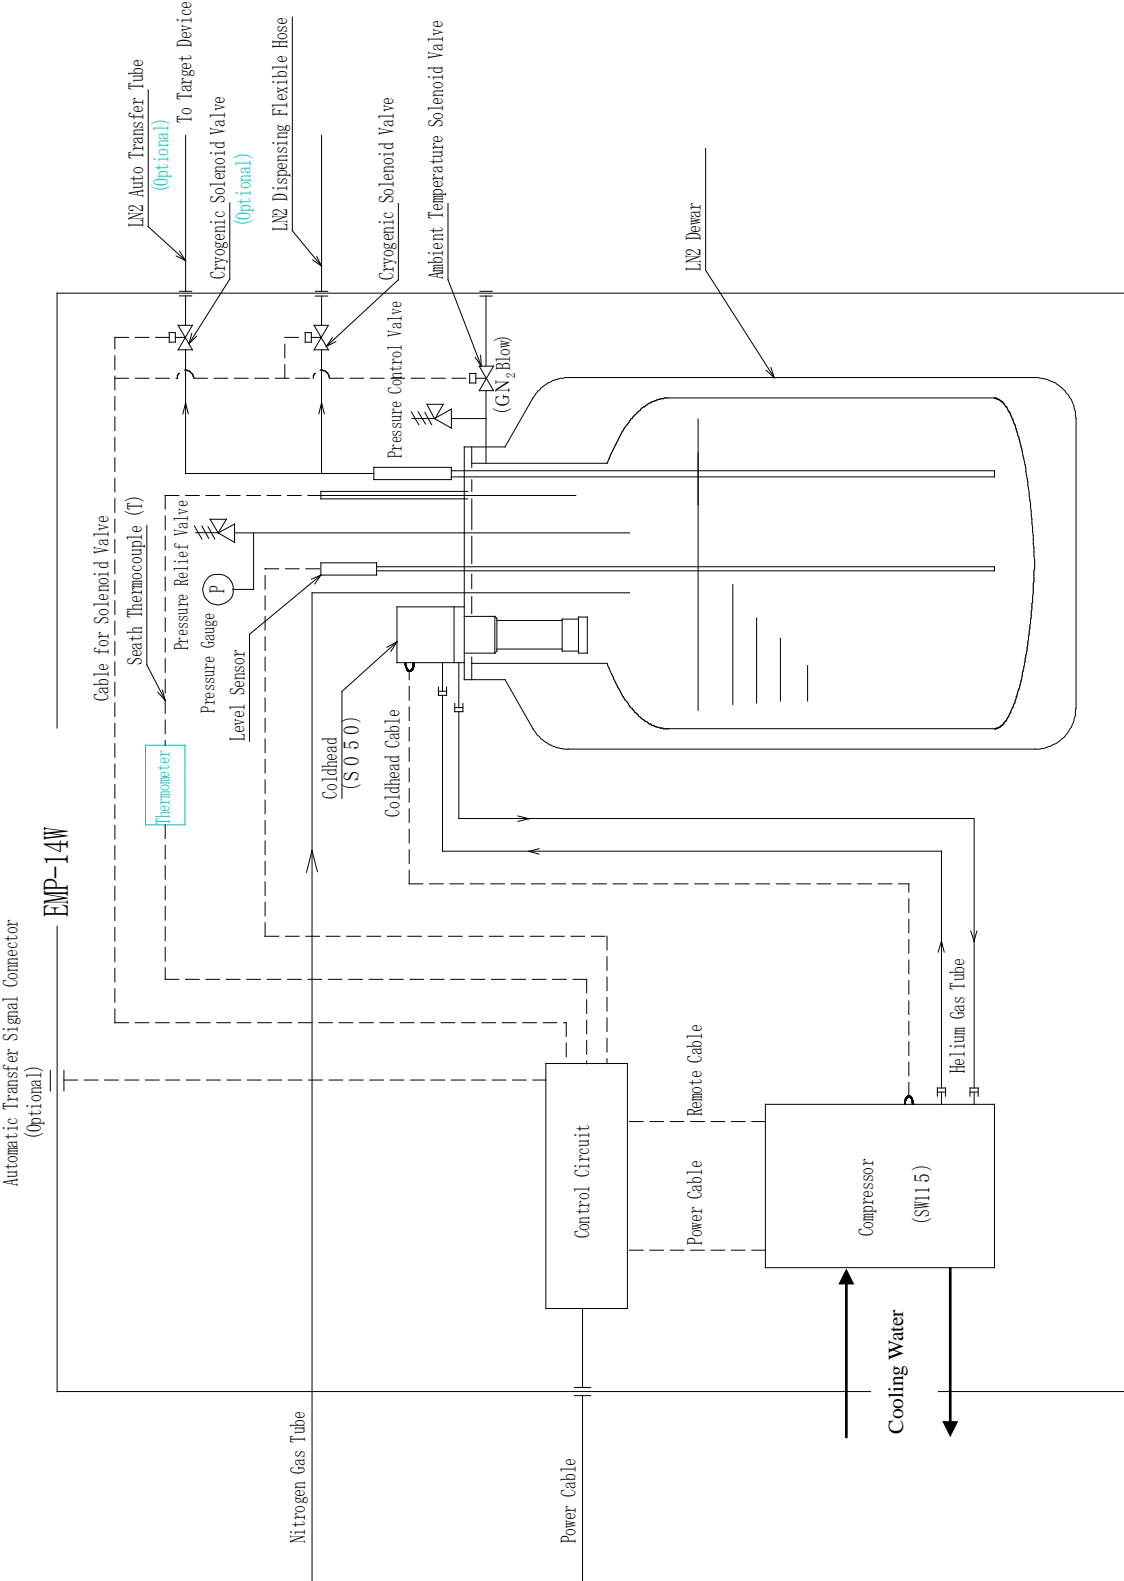 Automatic Transfer Signal Connector
(Optional)
EMP-14W
Cable for Solenoid Valve
Seath Thermocouple (T)
Thermometer
Pressure Relief Valve
Pressure Gauge
P
Level Sensor
Coldhead
(S050)
Coldhead Cable
LN2 Auto Transfer Tube
(Optional)
To Target Device
Cryogenic Solenoid Valve
(Optional)
LN2 Dispensing Flexible Hose
Cryogenic Solenoid Valve
Ambient Temperature Solenoid Valve
Pressure Control Valve
(GN2 Blow)
LN2 Dewar
Nitrogen Gas Tube
Power Cable
Control Circuit
Remote Cable
Power Cable
Compressor
(SW115)
Helium Gas Tube
Cooling Water